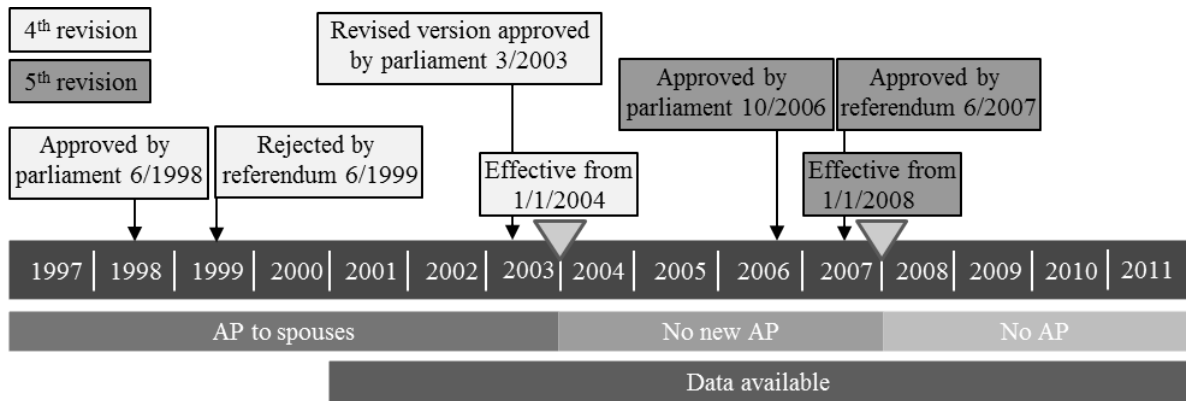 4th revision
5th revision
Revised version approved
by parliament 3/2003
Approved by
parliament 10/2006
Approved by
referendum 6/2007
Approved by
parliament 6/1998
Rejected by
referendum 6/1999
Effective from
1/1/2004
Effective from
1/1/2008
1997 1998 1999 2000 2001 2002 2003 2004 2005 2006 2007 2008 2009 2010 2011
AP to spouses No new AP No AP
Data available